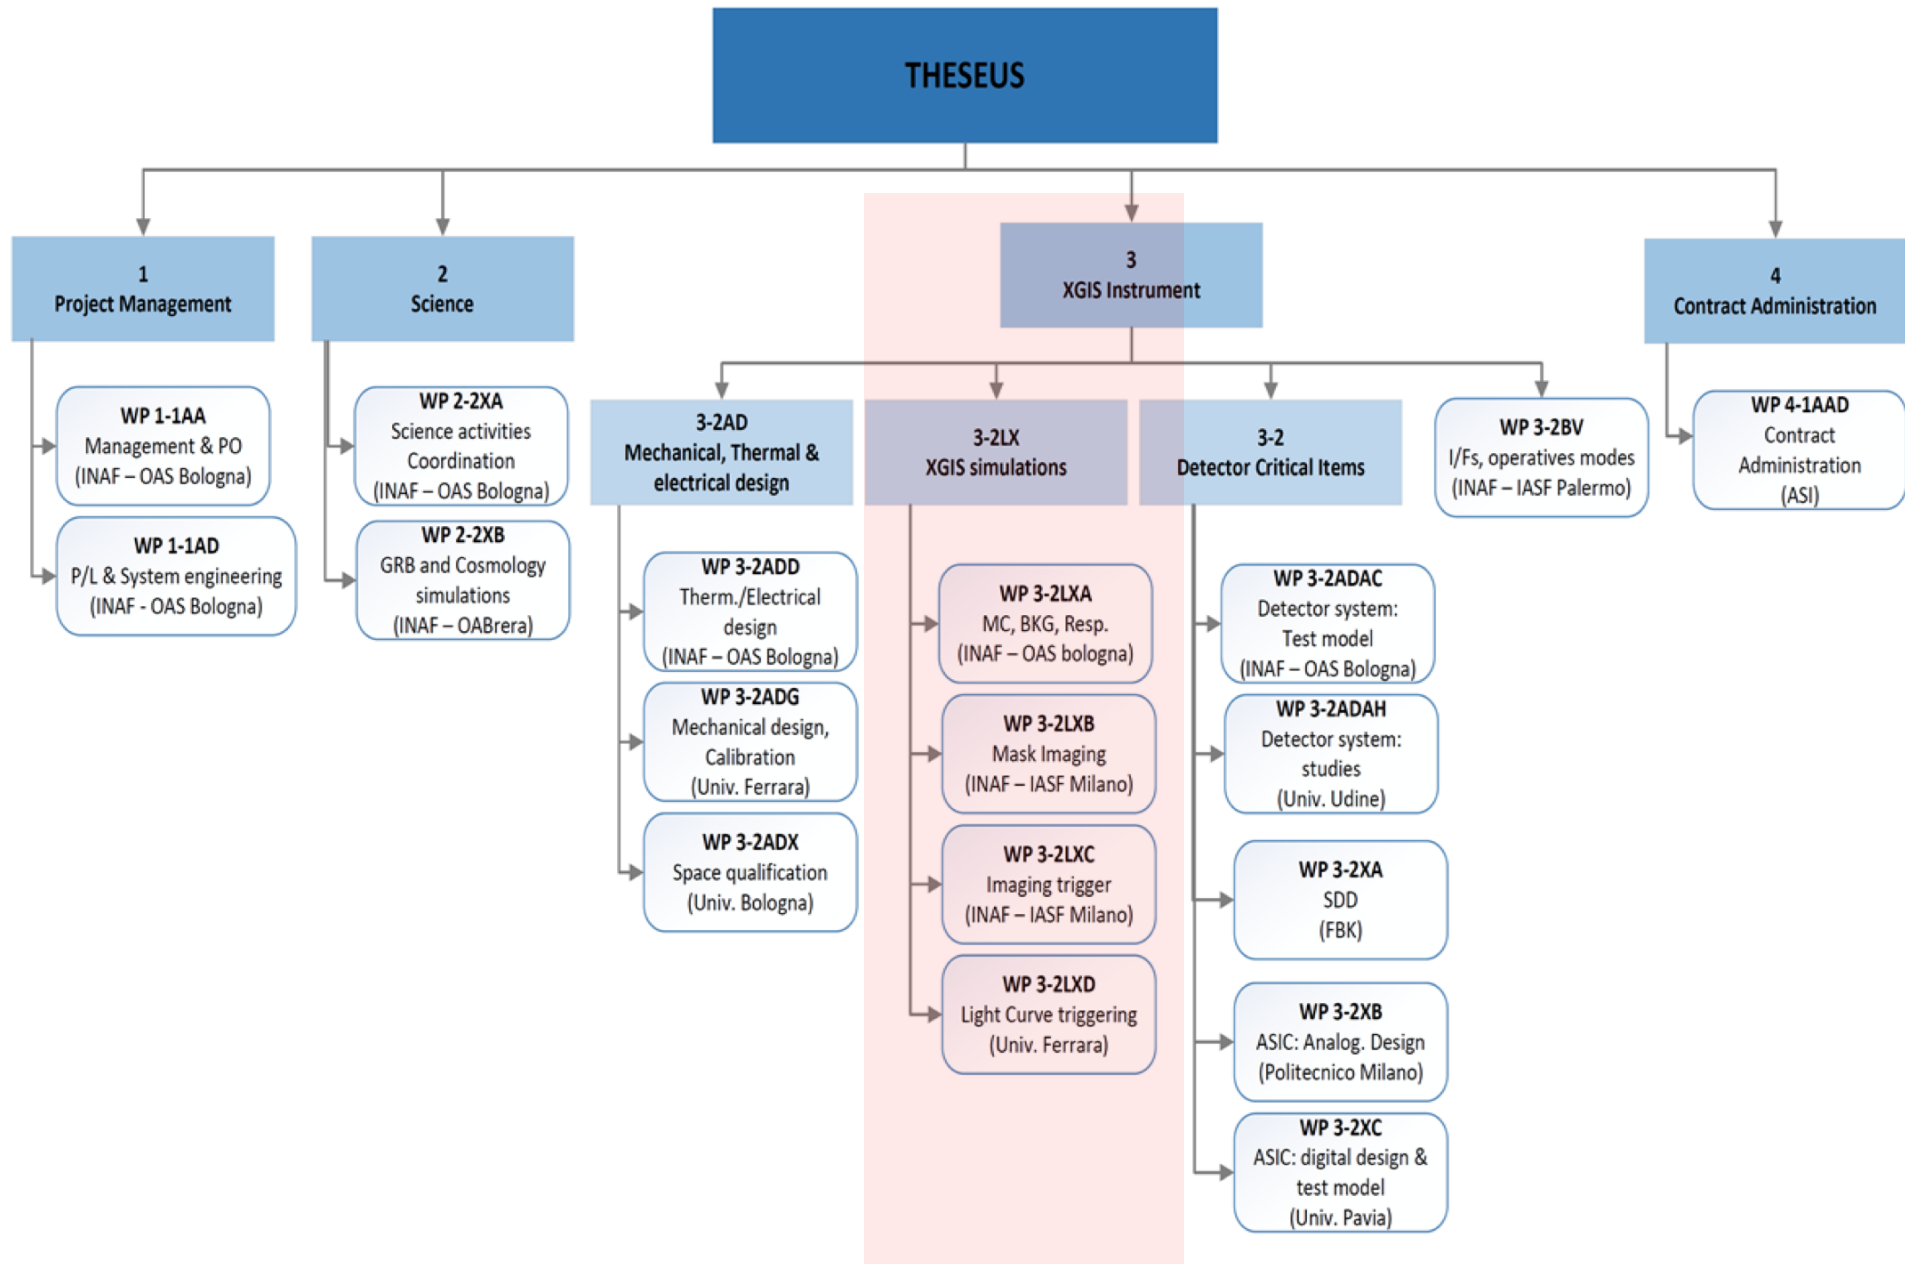 THESEUS
1
Project Management
WP 1-1AA
Management & PO
(INAF – OAS Bologna)
WP 1-1AD
P/L & System engineering
(INAF - OAS Bologna)
2
Science
WP 2-2XA
Science activities
Coordination
(INAF – OAS Bologna)
WP 2-2XB
GRB and Cosmology
simulations
(INAF – OABrera)
3
XGIS Instrument
3-2AD
Mechanical, Thermal &
electrical design
WP 3-2ADD
Therm./Electrical
design
(INAF – OAS Bologna)
WP 3-2ADG
Mechanical design,
Calibration
(Univ. Ferrara)
WP 3-2ADX
Space qualification
(Univ. Bologna)
3-2LX
XGIS simulations
WP 3-2LXA
MC, BKG, Resp.
(INAF – OAS bologna)
WP 3-2LXB
Mask Imaging
(INAF – IASF Milano)
WP 3-2LXC
Imaging trigger
(INAF – IASF Milano)
WP 3-2LXD
Light Curve triggering
(Univ. Ferrara)
3-2
Detector Critical Items
WP 3-2ADAC
Detector system:
Test model
(INAF – OAS Bologna)
WP 3-2ADAH
Detector system:
studies
(Univ. Udine)
WP 3-2XA
SDD
(FBK)
WP 3-2XB
ASIC: Analog. Design
(Politecnico Milano)
WP 3-2XC
ASIC: digital design &
test model
(Univ. Pavia)
WP 3-2BV
I/Fs, operatives modes
(INAF – IASF Palermo)
4
Contract Administration
WP 4-1AAD
Contract
Administration
(ASI)